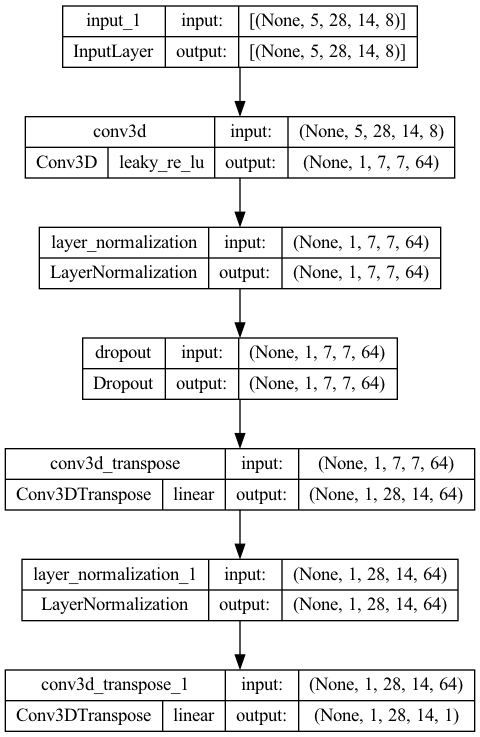 input_1 input: [(None, 5, 28, 14, 8)]
InputLayer output: [(None, 5, 28, 14, 8)]
conv3d input: (None, 5, 28, 14, 8)
Conv3D leaky_re_lu output: (None, 1, 7, 7, 64)
layer_normalization input: (None, 1, 7, 7, 64)
LayerNormalization output: (None, 1, 7, 7, 64)
dropout input: (None, 1, 7, 7, 64)
Dropout output: (None, 1, 7, 7, 64)
conv3d_transpose input: (None, 1, 7, 7, 64)
Conv3DTranspose linear output: (None, 1, 28, 14, 64)
layer_normalization_1 input: (None, 1, 28, 14, 64)
LayerNormalization output: (None, 1, 28, 14, 64)
conv3d_transpose_1 input: (None, 1, 28, 14, 64)
Conv3DTranspose linear output: (None, 1, 28, 14, 1)